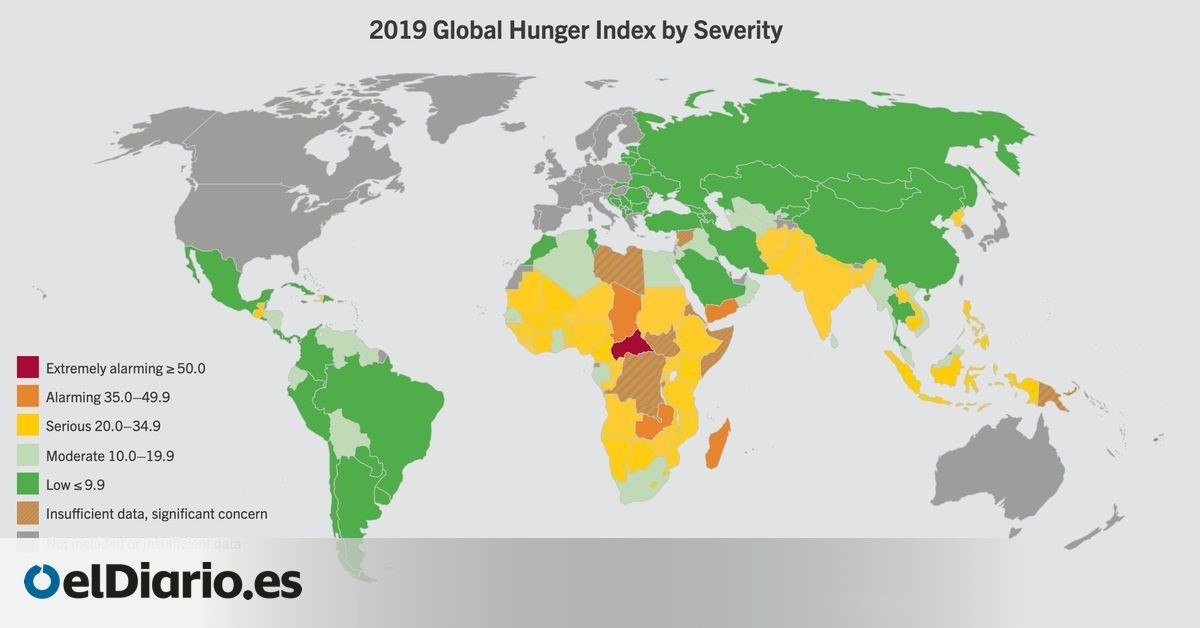 2019 Global Hunger Index by Severity
Extremely alarming ≥ 50.0
Alarming 35.0–49.9
Serious 20.0–34.9
Moderate 10.0–19.9
Low ≤ 9.9
Insufficient data, significant concern
Not included or insufficient data
elDiario.es